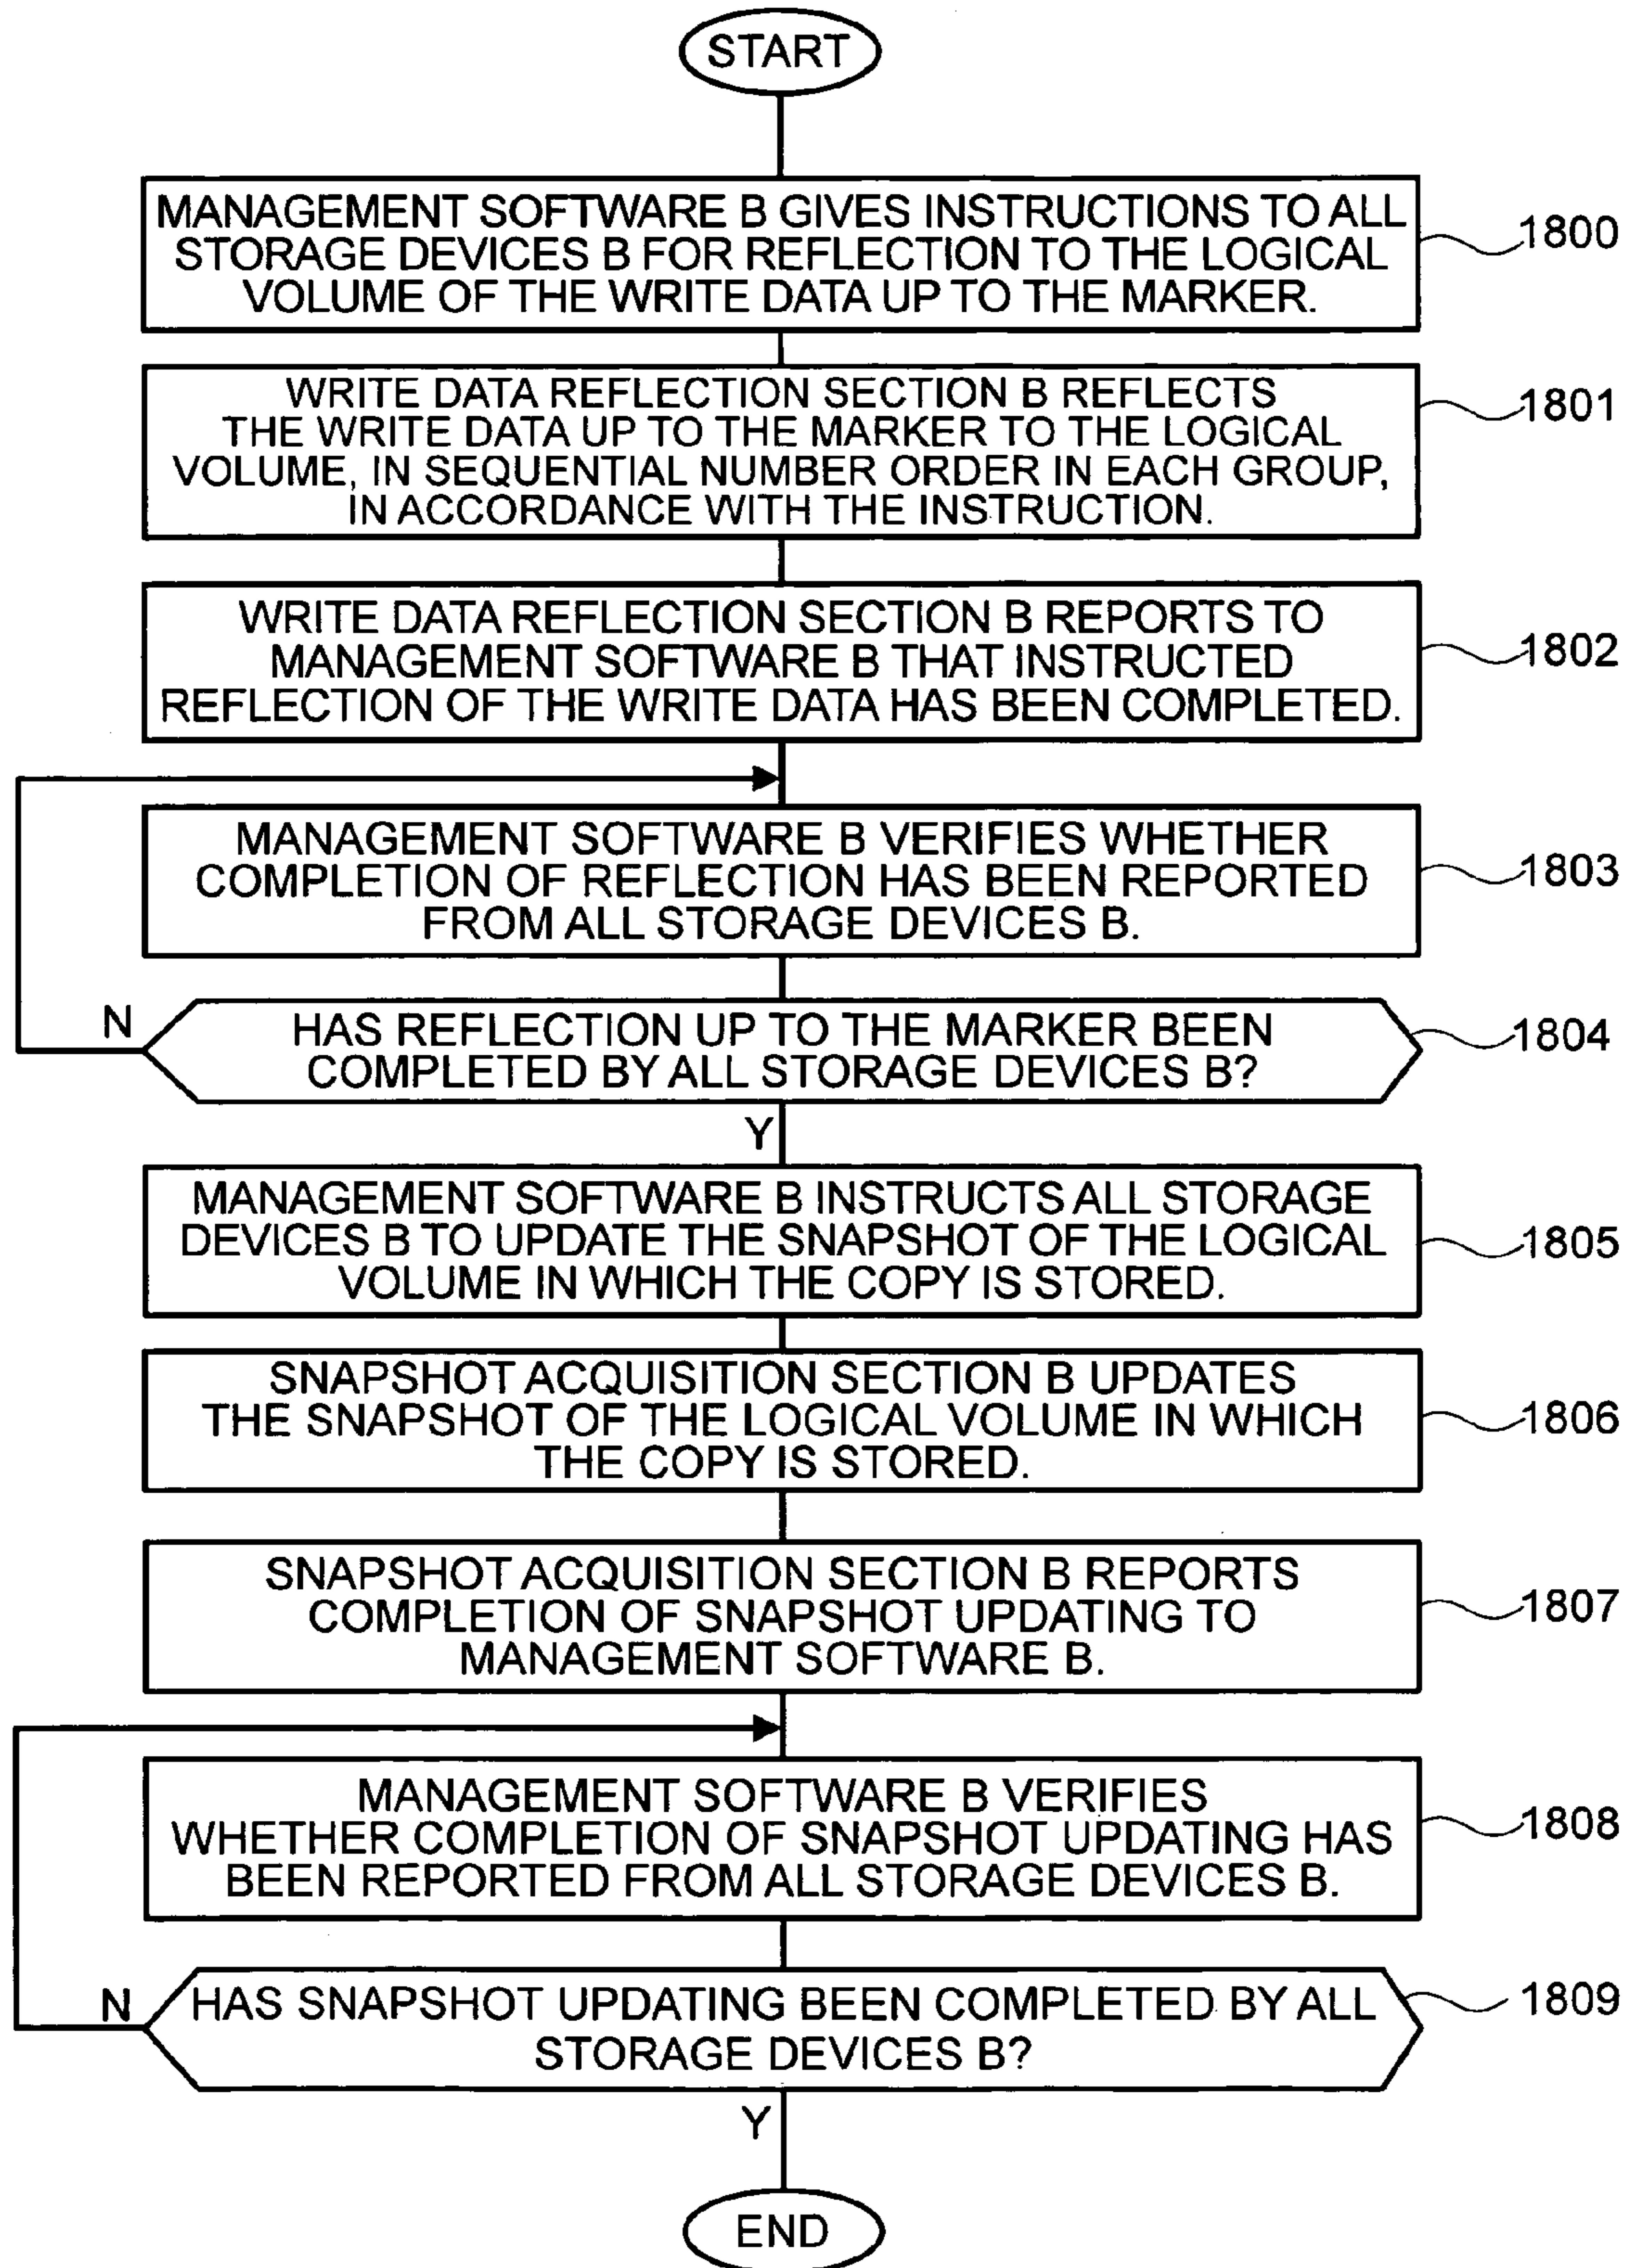 START
MANAGEMENT SOFTWARE B GIVES INSTRUCTIONS TO ALL
STORAGE DEVICES B FOR REFLECTION TO THE LOGICAL
VOLUME OF THE WRITE DATA UP TO THE MARKER.
1800
WRITE DATA REFLECTION SECTION B REFLECTS
THE WRITE DATA UP TO THE MARKER TO THE LOGICAL
VOLUME, IN SEQUENTIAL NUMBER ORDER IN EACH GROUP,
IN ACCORDANCE WITH THE INSTRUCTION.
1801
WRITE DATA REFLECTION SECTION B REPORTS TO
MANAGEMENT SOFTWARE B THAT INSTRUCTED
REFLECTION OF THE WRITE DATA HAS BEEN COMPLETED.
1802
MANAGEMENT SOFTWARE B VERIFIES WHETHER
COMPLETION OF REFLECTION HAS BEEN REPORTED
FROM ALL STORAGE DEVICES B.
1803
N
HAS REFLECTION UP TO THE MARKER BEEN
COMPLETED BY ALL STORAGE DEVICES B?
1804
Y
MANAGEMENT SOFTWARE B INSTRUCTS ALL STORAGE
DEVICES B TO UPDATE THE SNAPSHOT OF THE LOGICAL
VOLUME IN WHICH THE COPY IS STORED.
1805
SNAPSHOT ACQUISITION SECTION B UPDATES
THE SNAPSHOT OF THE LOGICAL VOLUME IN WHICH
THE COPY IS STORED.
1806
SNAPSHOT ACQUISITION SECTION B REPORTS
COMPLETION OF SNAPSHOT UPDATING TO
MANAGEMENT SOFTWARE B.
1807
MANAGEMENT SOFTWARE B VERIFIES
WHETHER COMPLETION OF SNAPSHOT UPDATING HAS
BEEN REPORTED FROM ALL STORAGE DEVICES B.
1808
N
HAS SNAPSHOT UPDATING BEEN COMPLETED BY ALL
STORAGE DEVICES B?
1809
Y
END